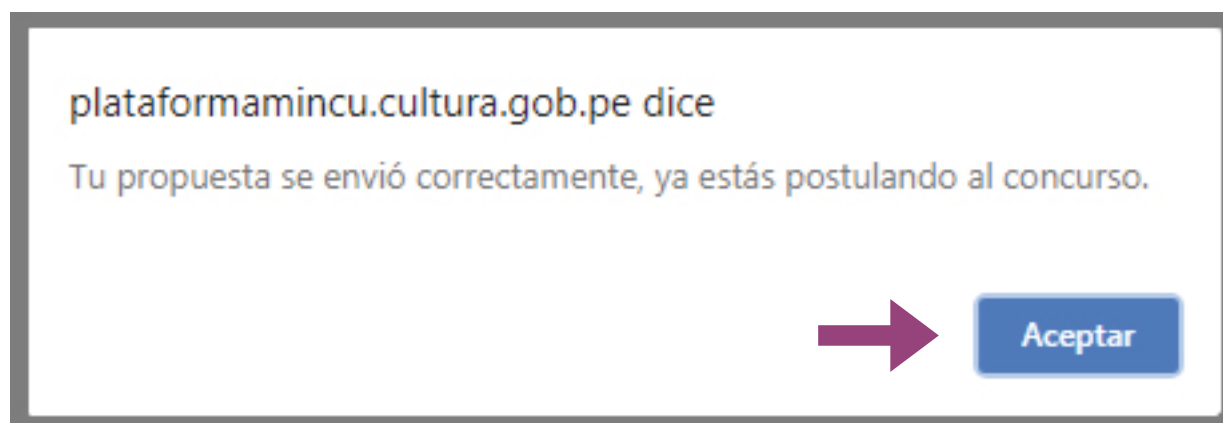 plataformamincu.cultura.gob.pe dice
Tu propuesta se envió correctamente, ya estás postulando al concurso.
Aceptar